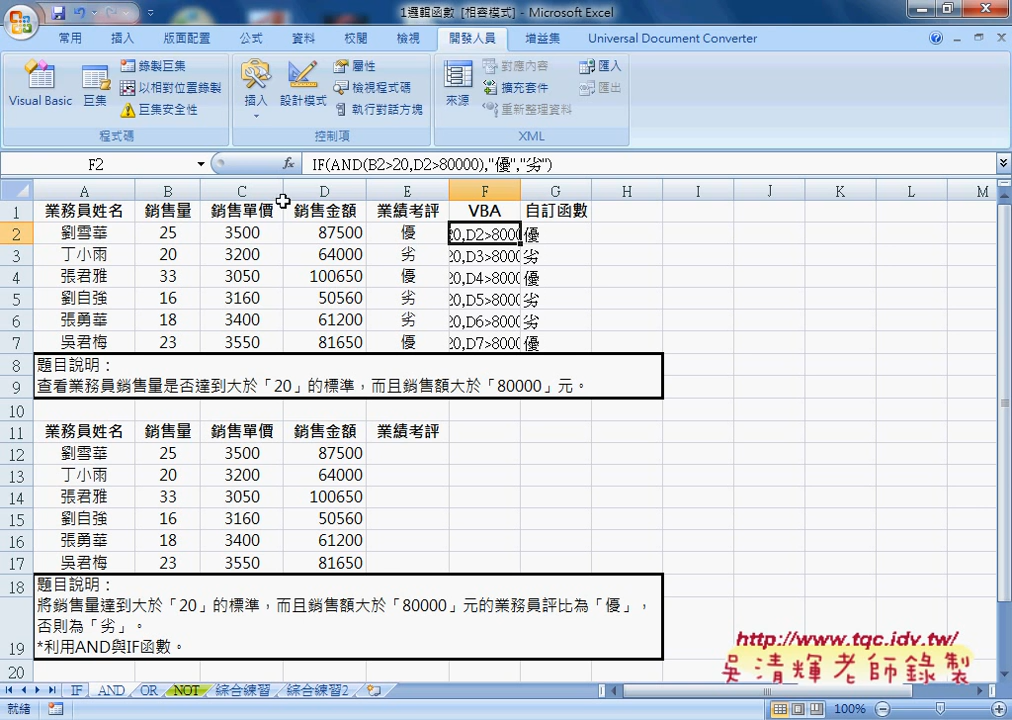 1邏輯函數 [相容模式] - Microsoft Excel
常用 插入 版面配置 公式 資料 校閱 檢視 開發人員 增益集 Universal Document Converter
Visual Basic 巨集 錄製巨集 以相對位置錄製 巨集安全性 插入 設計模式 屬性 檢視程式碼 執行對話方塊 來源 對應內容 擴充套件 重新整理資料 匯入 匯出
程式碼 控制項 XML
F2 fx IF(AND(B2>20,D2>80000),"優","劣")
A B C D E F G H I J K L M
1 業務員姓名 銷售量 銷售單價 銷售金額 業績考評 VBA 自訂函數
2 劉雪華 25 3500 87500 優 20,D2>8000 優
3 丁小雨 20 3200 64000 劣 20,D3>8000 劣
4 張君雅 33 3050 100650 優 20,D4>8000 優
5 劉自強 16 3160 50560 劣 20,D5>8000 劣
6 張勇華 18 3400 61200 劣 20,D6>8000 劣
7 吳君梅 23 3550 81650 優 20,D7>8000 優
8 題目說明：
9 查看業務員銷售量是否達到大於「20」的標準，而且銷售額大於「80000」元。
10
11 業務員姓名 銷售量 銷售單價 銷售金額 業績考評
12 劉雪華 25 3500 87500
13 丁小雨 20 3200 64000
14 張君雅 33 3050 100650
15 劉自強 16 3160 50560
16 張勇華 18 3400 61200
17 吳君梅 23 3550 81650
18 題目說明：
將銷售量達到大於「20」的標準，而且銷售額大於「80000」元的業務員評比為「優」，
否則為「劣」。
19 *利用AND與IF函數。
20
http://www.tqc.idv.tw/
吳清輝老師錄製
IF AND OR NOT 綜合練習 綜合練習2
就緒 100%